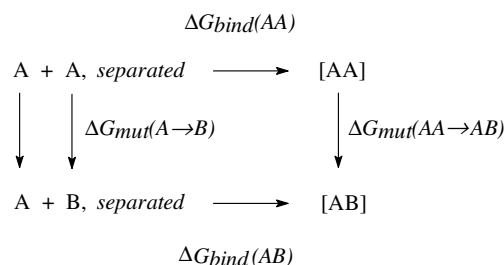 ΔGbind(AA)
A + A, separated [AA]
ΔGmut(A→B) ΔGmut(AA→AB)
A + B, separated [AB]
ΔGbind(AB)